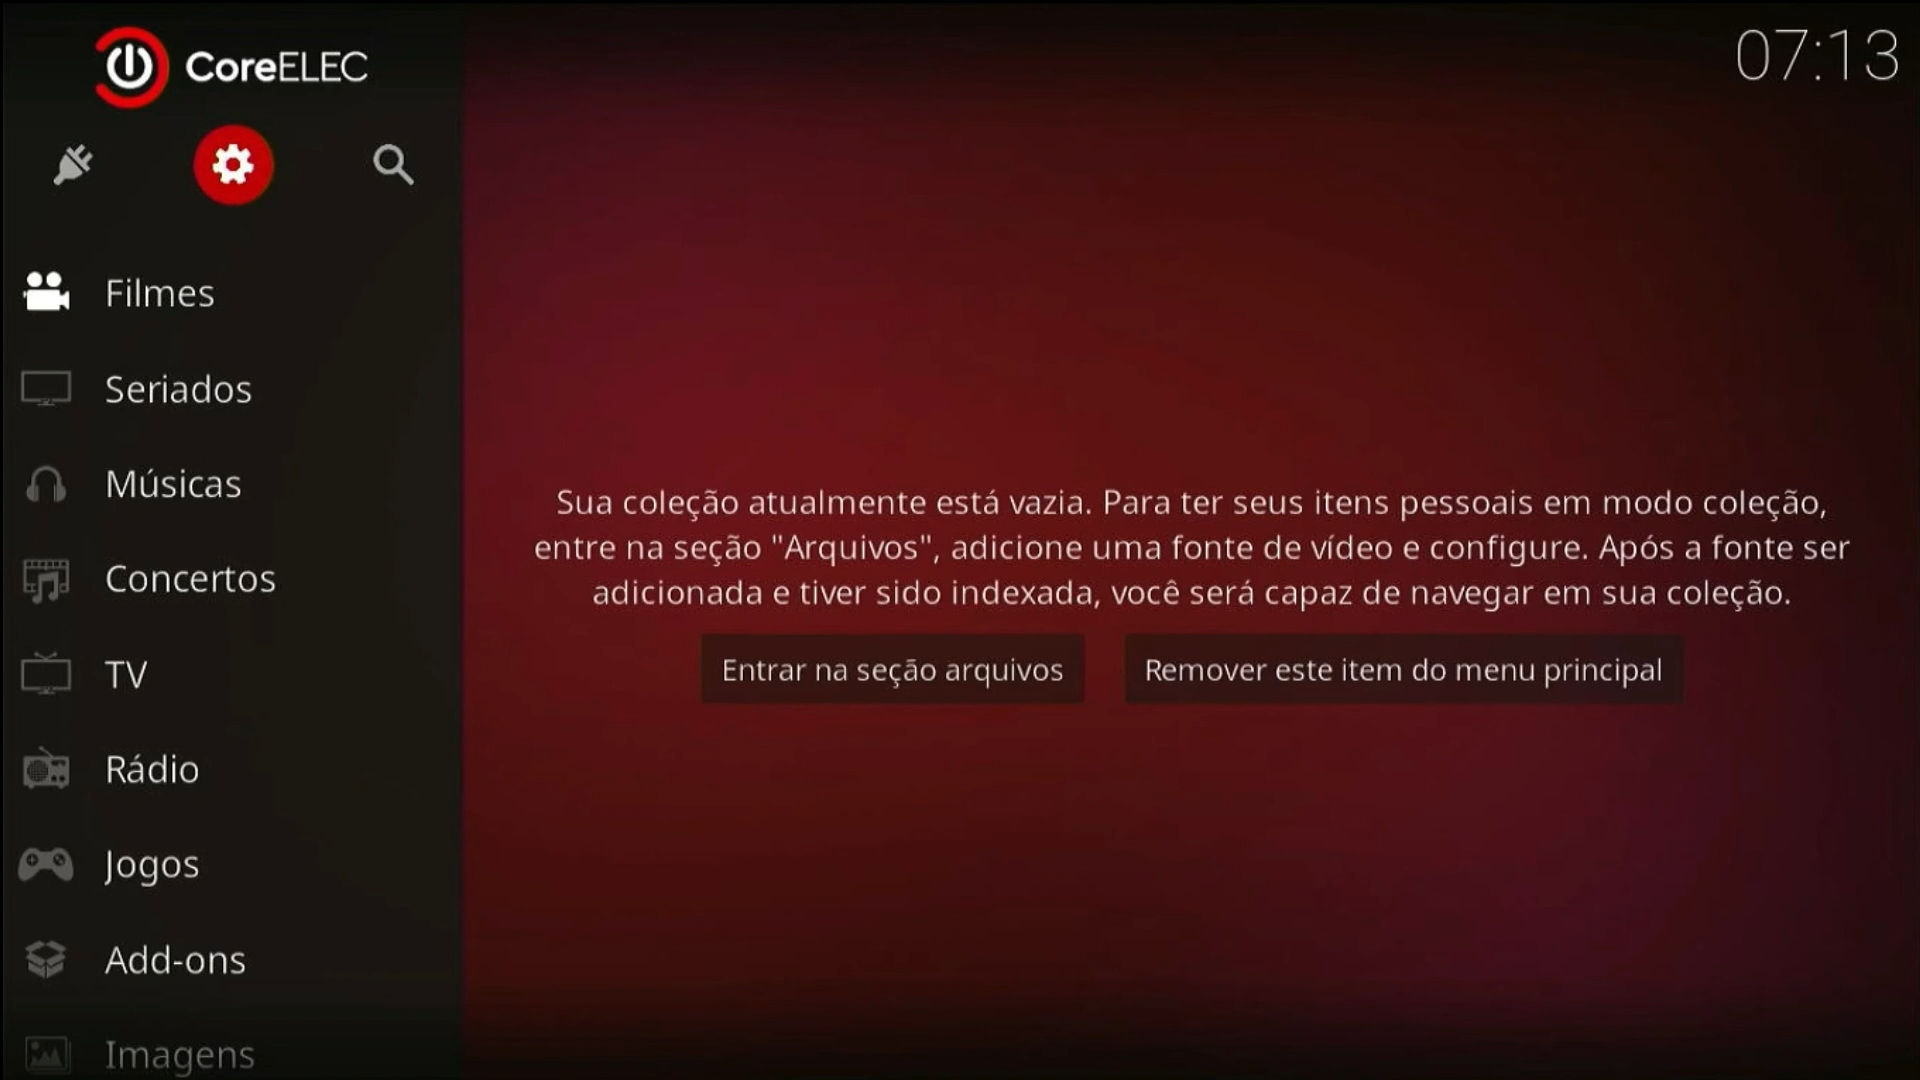 CoreELEC
07:13
Filmes
Seriados
Músicas
Concertos
TV
Rádio
Jogos
Add-ons
Imagens
Sua coleção atualmente está vazia. Para ter seus itens pessoais em modo coleção,
entre na seção "Arquivos", adicione uma fonte de vídeo e configure. Após a fonte ser
adicionada e tiver sido indexada, você será capaz de navegar em sua coleção.
Entrar na seção arquivos
Remover este item do menu principal